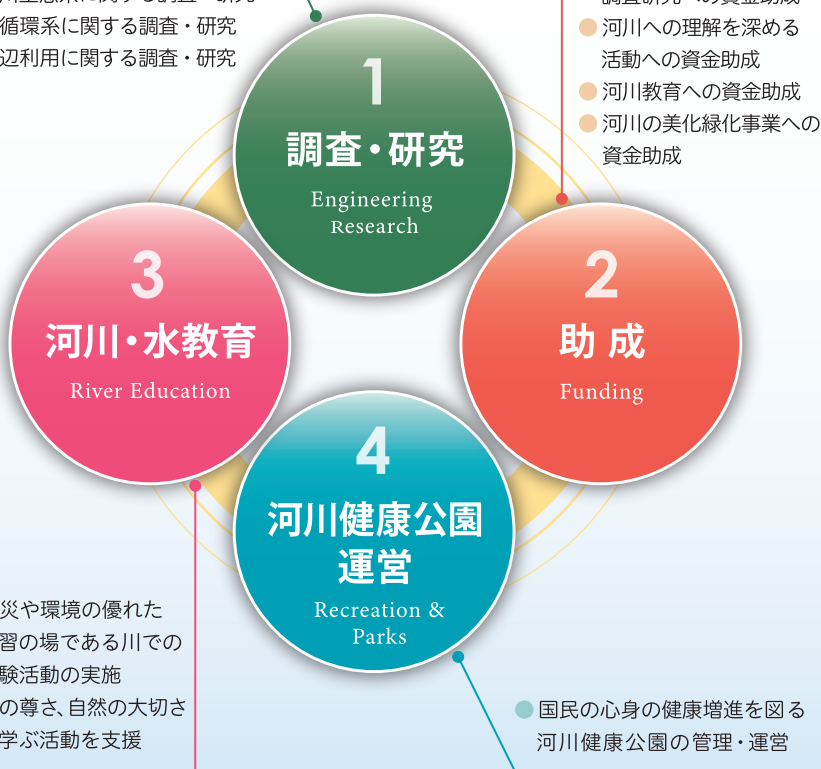 循環系に関する調査・研究
辺利用に関する調査・研究
河川への理解を深める
活動への資金助成
河川教育への資金助成
河川の美化緑化事業への
資金助成
1
調査・研究
Engineering
Research
2
助 成
Funding
3
河川・水教育
River Education
4
河川健康公園
運営
Recreation &
Parks
災や環境の優れた
習の場である川での
験活動の実施
の尊さ、自然の大切さ
学ぶ活動を支援
国民の心身の健康増進を図る
河川健康公園の管理・運営